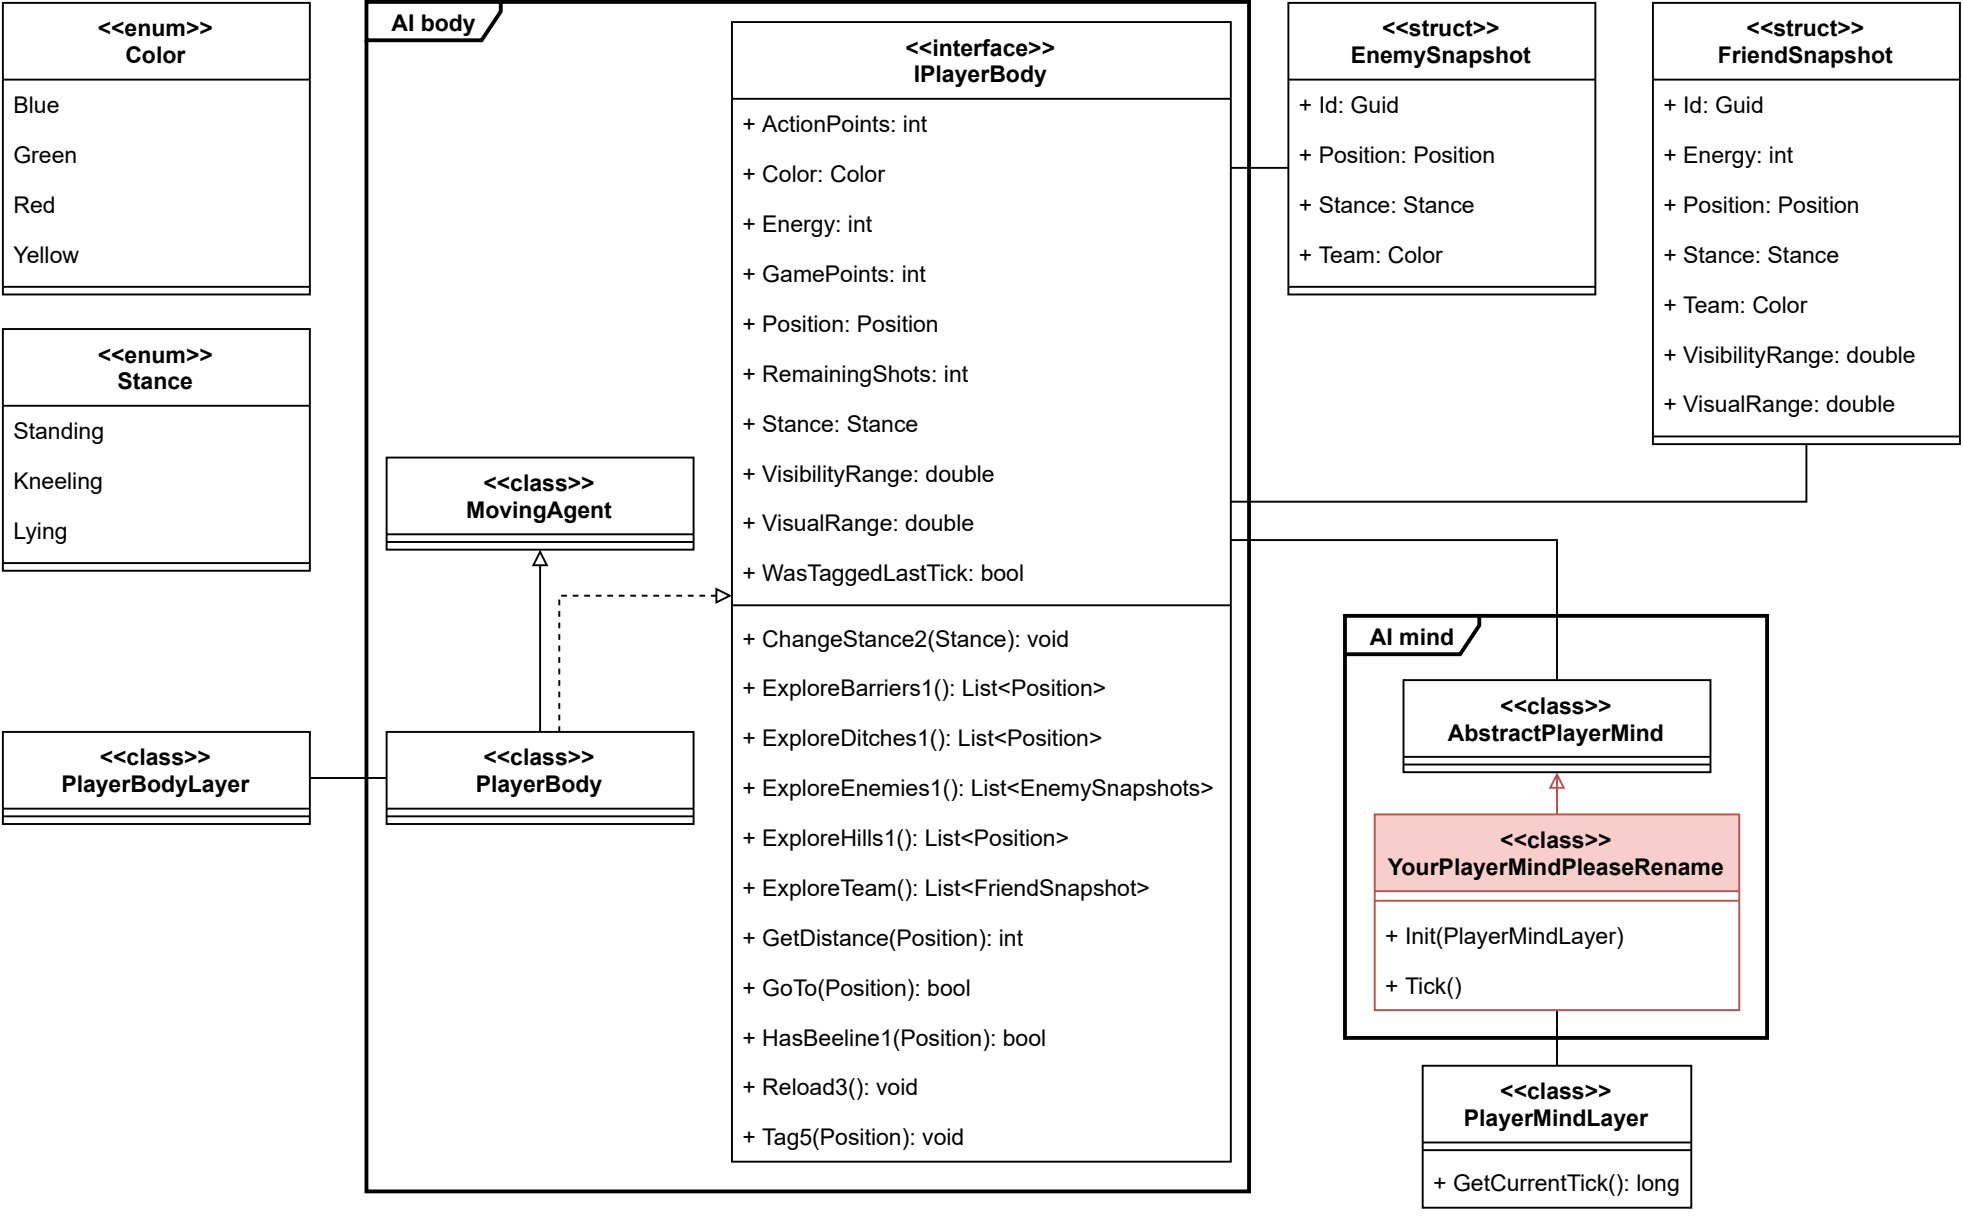 <<enum>>
Color
Blue
Green
Red
Yellow
<<enum>>
Stance
Standing
Kneeling
Lying
<<class>>
PlayerBodyLayer
AI body
<<class>>
MovingAgent
<<class>>
PlayerBody
<<interface>>
IPlayerBody
+ ActionPoints: int
+ Color: Color
+ Energy: int
+ GamePoints: int
+ Position: Position
+ RemainingShots: int
+ Stance: Stance
+ VisibilityRange: double
+ VisualRange: double
+ WasTaggedLastTick: bool
+ ChangeStance2(Stance): void
+ ExploreBarriers1(): List<Position>
+ ExploreDitches1(): List<Position>
+ ExploreEnemies1(): List<EnemySnapshots>
+ ExploreHills1(): List<Position>
+ ExploreTeam(): List<FriendSnapshot>
+ GetDistance(Position): int
+ GoTo(Position): bool
+ HasBeeline1(Position): bool
+ Reload3(): void
+ Tag5(Position): void
<<struct>>
EnemySnapshot
+ Id: Guid
+ Position: Position
+ Stance: Stance
+ Team: Color
<<struct>>
FriendSnapshot
+ Id: Guid
+ Energy: int
+ Position: Position
+ Stance: Stance
+ Team: Color
+ VisibilityRange: double
+ VisualRange: double
AI mind
<<class>>
AbstractPlayerMind
<<class>>
YourPlayerMindPleaseRename
+ Init(PlayerMindLayer)
+ Tick()
<<class>>
PlayerMindLayer
+ GetCurrentTick(): long